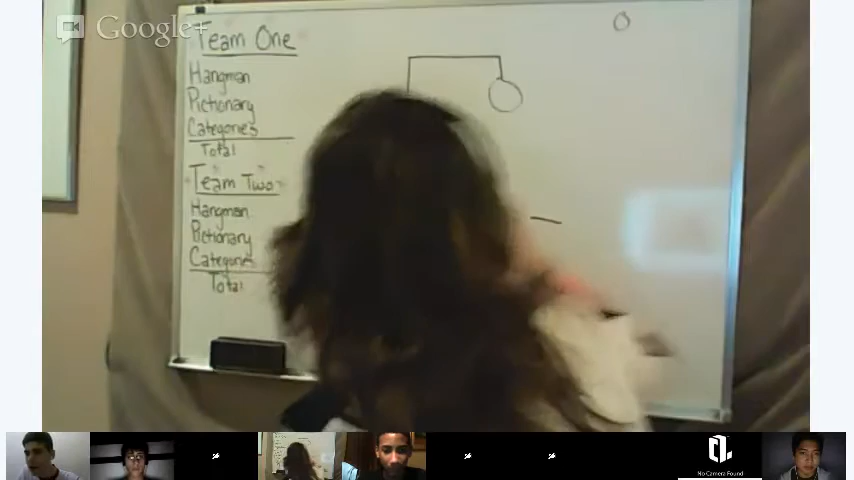 Google+
Team One
Hangman
Pictionary
Categories
Total
Team Two
Hangman
Pictionary
Categories
Total
O
No Camera Found